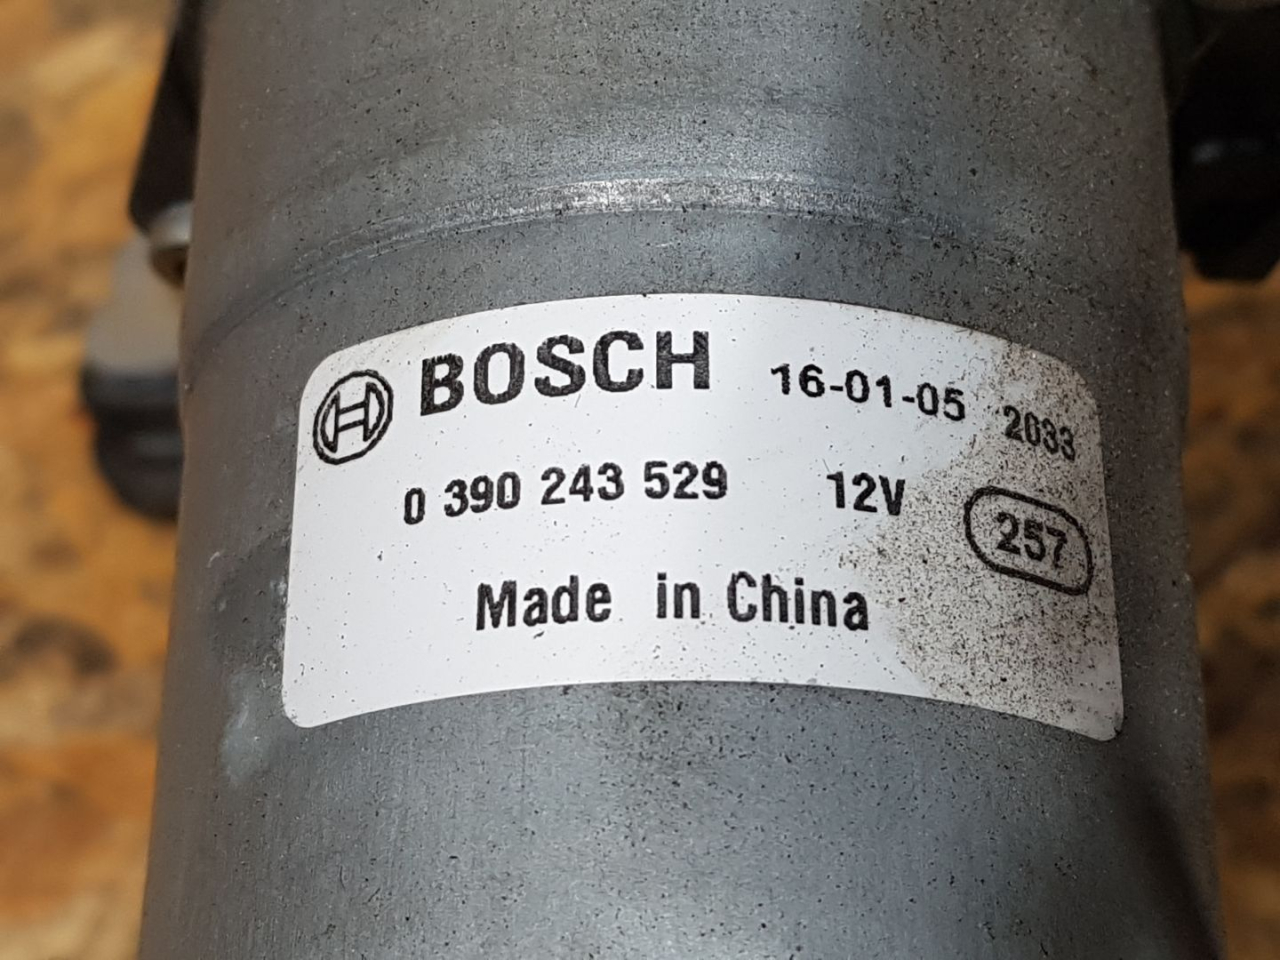 BOSCH 16-01-05 2033
0 390 243 529 12V 257
Made in China